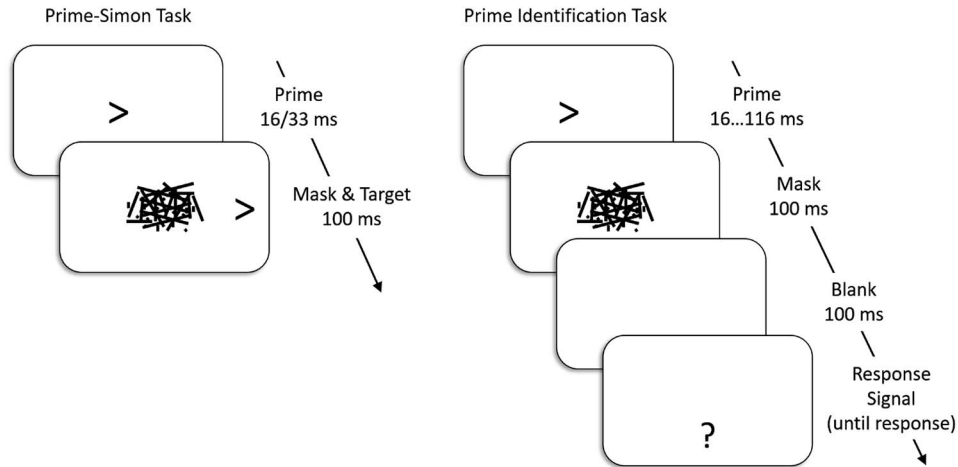 Prime-Simon Task
>
Prime
16/33 ms
>
Mask & Target
100 ms
Prime Identification Task
>
Prime
16...116 ms
Mask
100 ms
Blank
100 ms
Response
Signal
(until response)
?